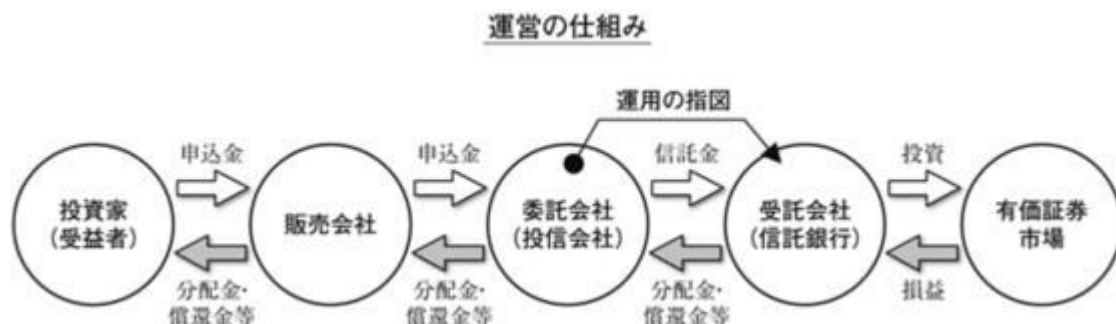 運営の仕組み
運用の指図
申込金
申込金
信託金
投資
投資家
(受益者)
販売会社
委託会社
(投信会社)
受託会社
(信託銀行)
有価証券
市場
分配金・
償還金等
分配金・
償還金等
分配金・
償還金等
損益